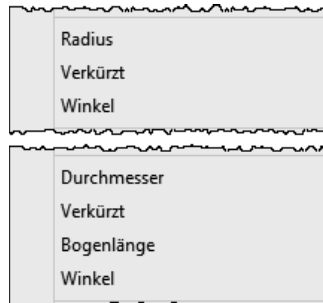 Radius
Verkürzt
Winkel
Durchmesser
Verkürzt
Bogenlänge
Winkel